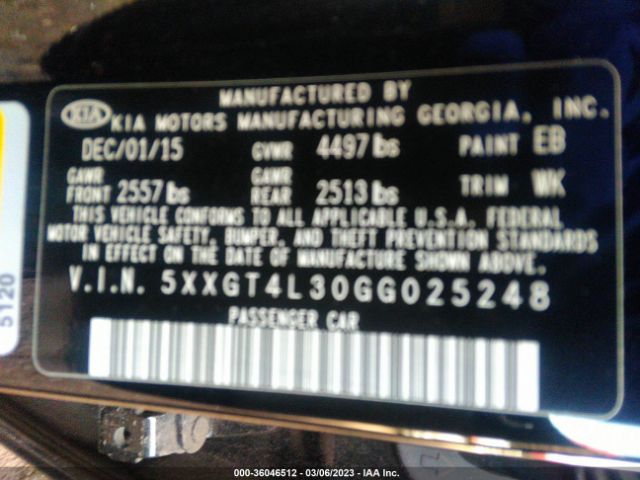 MANUFACTURED BY
KIA KIA MOTORS MANUFACTURING GEORGIA, INC.
DEC/01/15 GVWR 4497 lbs PAINT EB
GAWR FRONT 2557 lbs GAWR REAR 2513 lbs TRIM WK
THIS VEHICLE CONFORMS TO ALL APPLICABLE U.S.A. FEDERAL
MOTOR VEHICLE SAFETY, BUMPER, AND THEFT PREVENTION STANDARDS
IN EFFECT ON THE DATE OF MANUFACTURE SHOWN ABOVE.
V.I.N. 5XXGT4L30GG025248
PASSENGER CAR
5120
000-36046512 — 03/06/2023 — IAA Inc.